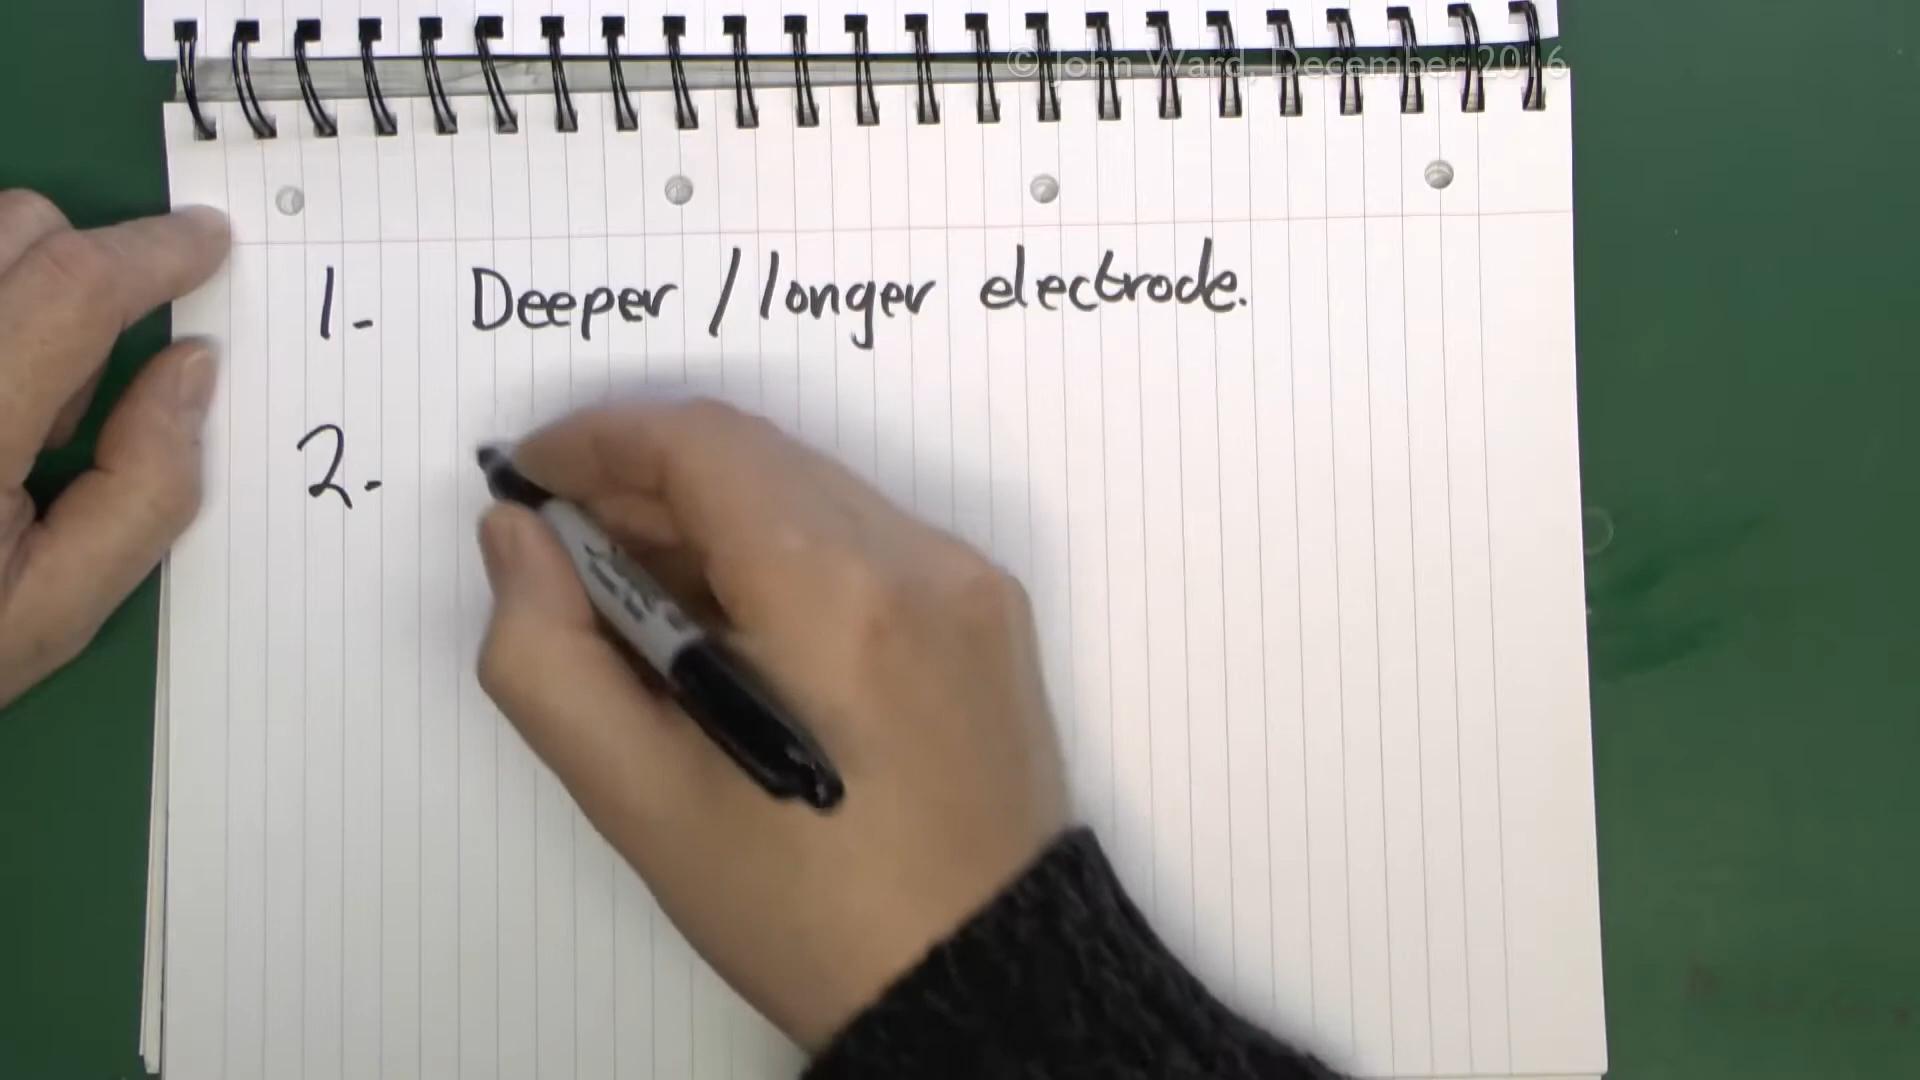 © John Ward, December 2016
1. Deeper / longer electrode.
2.